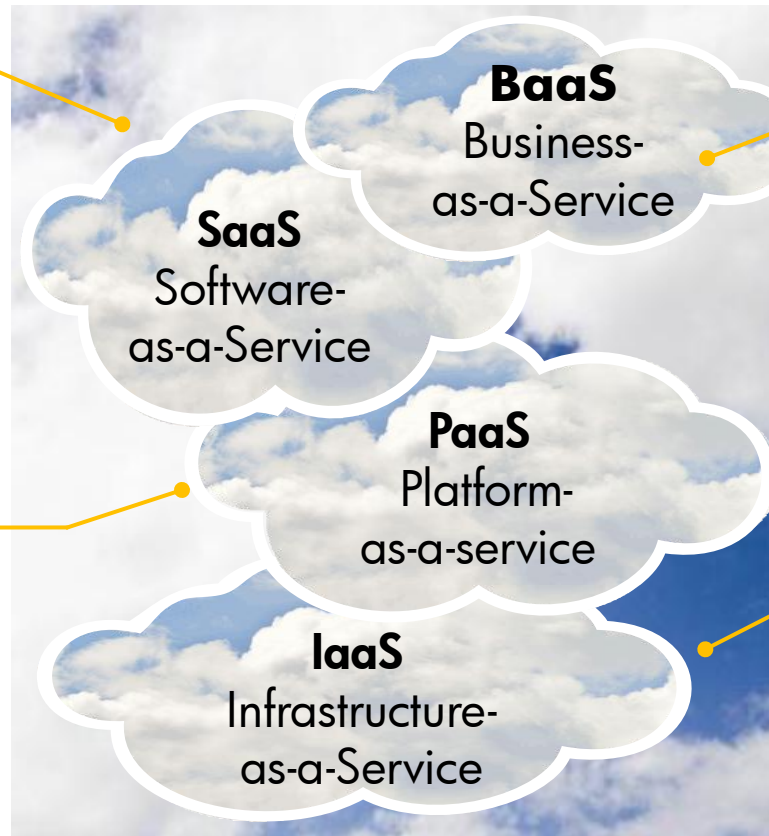 BaaS
Business-
as-a-Service
SaaS
Software-
as-a-Service
PaaS
Platform-
as-a-service
IaaS
Infrastructure-
as-a-Service